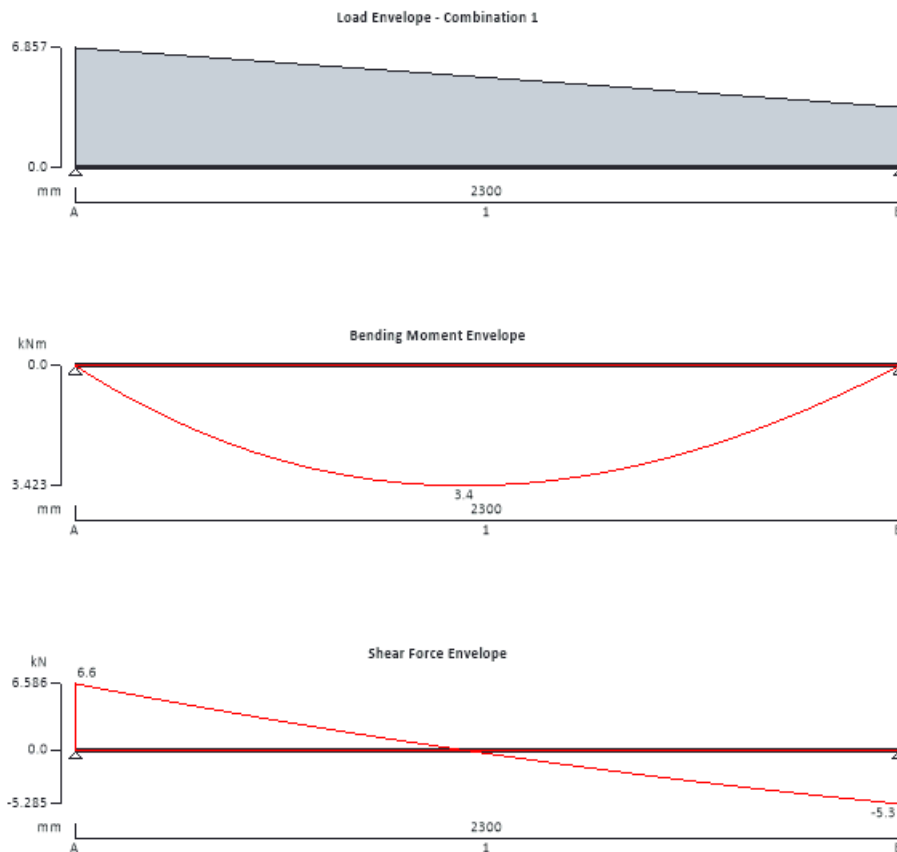 Load Envelope - Combination 1
6.857
0.0
mm
2300
A
1
Bending Moment Envelope
kNm
0.0
3.423
3.4
mm
2300
A
1
Shear Force Envelope
kN
6.6
6.586
0.0
-5.285
-5.3
mm
2300
A
1